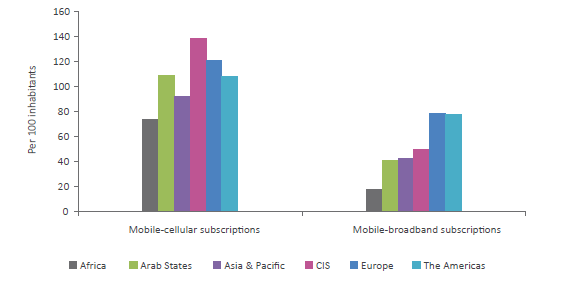 160
140
120
100
80
60
40
20
0
Per 100 inhabitants
Mobile-cellular subscriptions
Mobile-broadband subscriptions
Africa Arab States Asia & Pacific CIS Europe The Americas